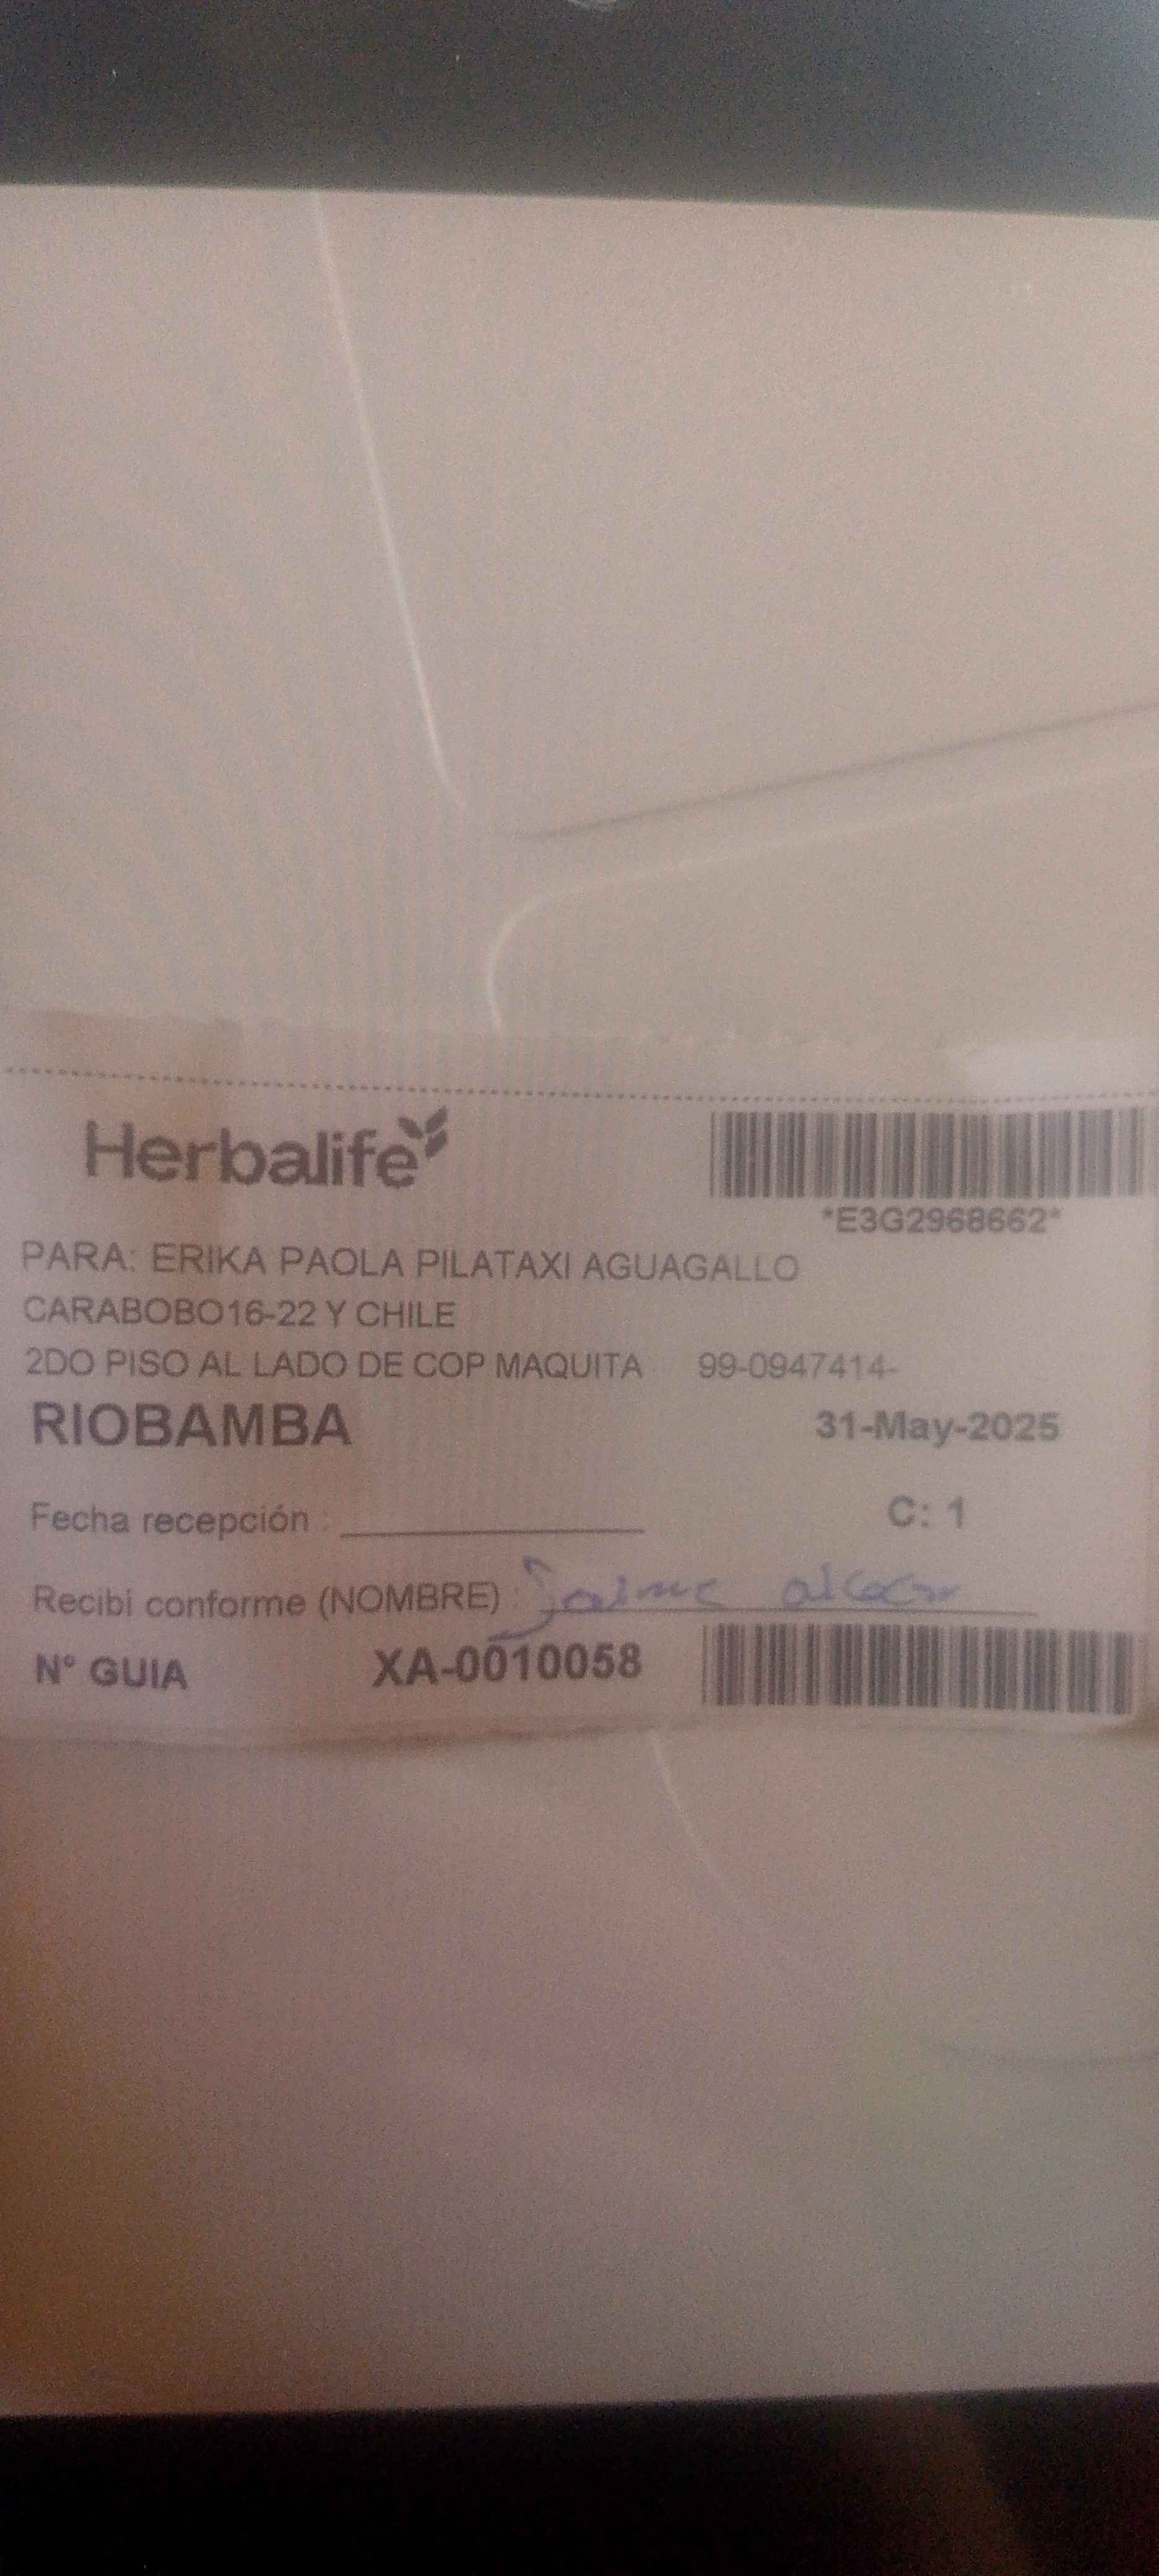 Herbalife
*E3G2968662*
PARA: ERIKA PAOLA PILATAXI AGUAGALLO
CARABOBO16-22 Y CHILE
2DO PISO AL LADO DE COP MAQUITA 99-0947414-
RIOBAMBA 31-May-2025
Fecha recepción : C: 1
Recibi conforme (NOMBRE) : Jaime
N° GUIA XA-0010058